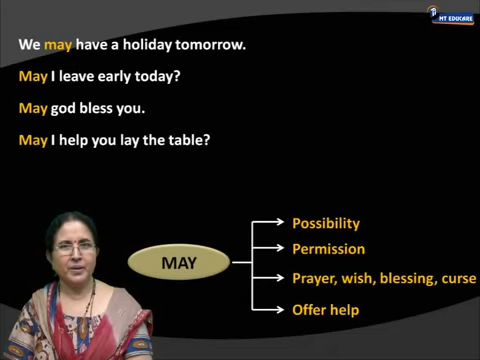 MT EDUCARE
We may have a holiday tomorrow.
May I leave early today?
May god bless you.
May I help you lay the table?
MAY
Possibility
Permission
Prayer, wish, blessing, curse
Offer help